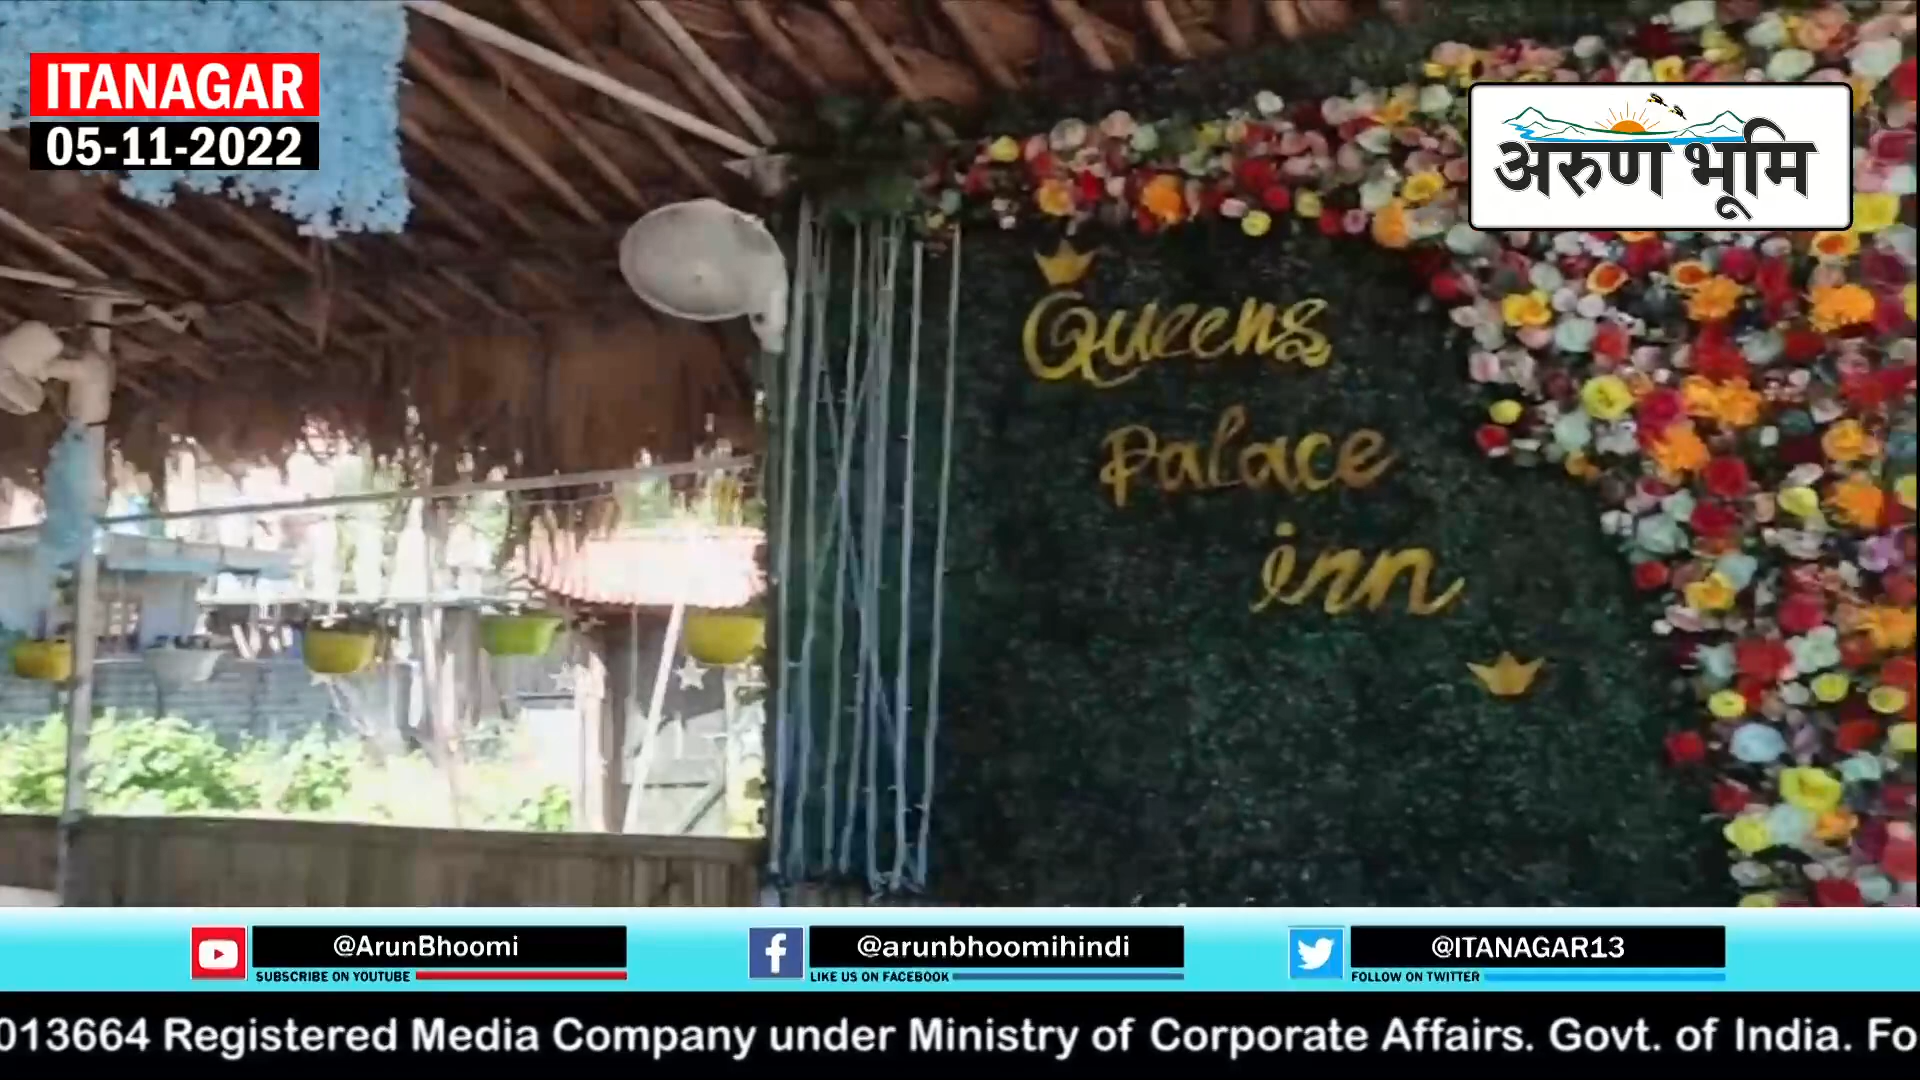 ITANAGAR
05-11-2022
अरुण भूमि
Queens
Palace
inn
@ArunBhoomi
SUBSCRIBE ON YOUTUBE
@arunbhoomihindi
LIKE US ON FACEBOOK
@ITANAGAR13
FOLLOW ON TWITTER
013664 Registered Media Company under Ministry of Corporate Affairs. Govt. of India. Fo